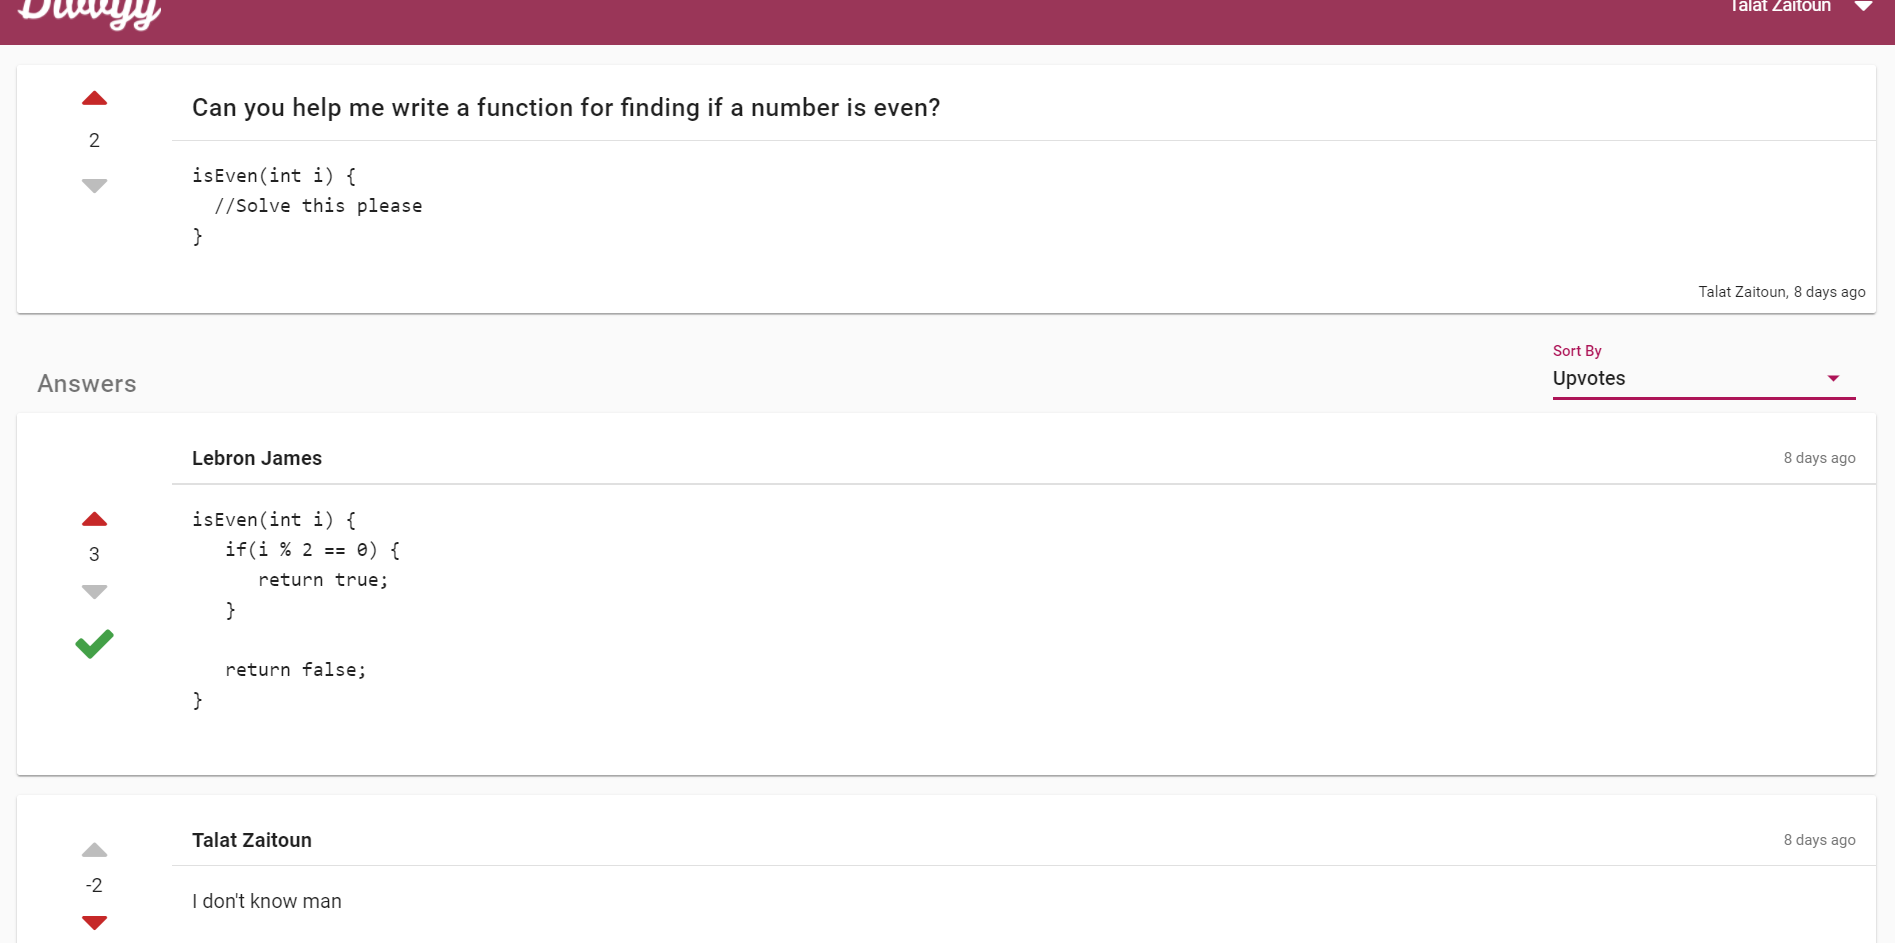 Talat Zaitoun
Can you help me write a function for finding if a number is even?
2
isEven(int i) {
  //Solve this please
}
Talat Zaitoun, 8 days ago
Sort By
Answers
Upvotes
Lebron James
8 days ago
isEven(int i) {
   if(i % 2 == 0) {
3
      return true;
   }
   return false;
}
Talat Zaitoun
8 days ago
-2
I don't know man